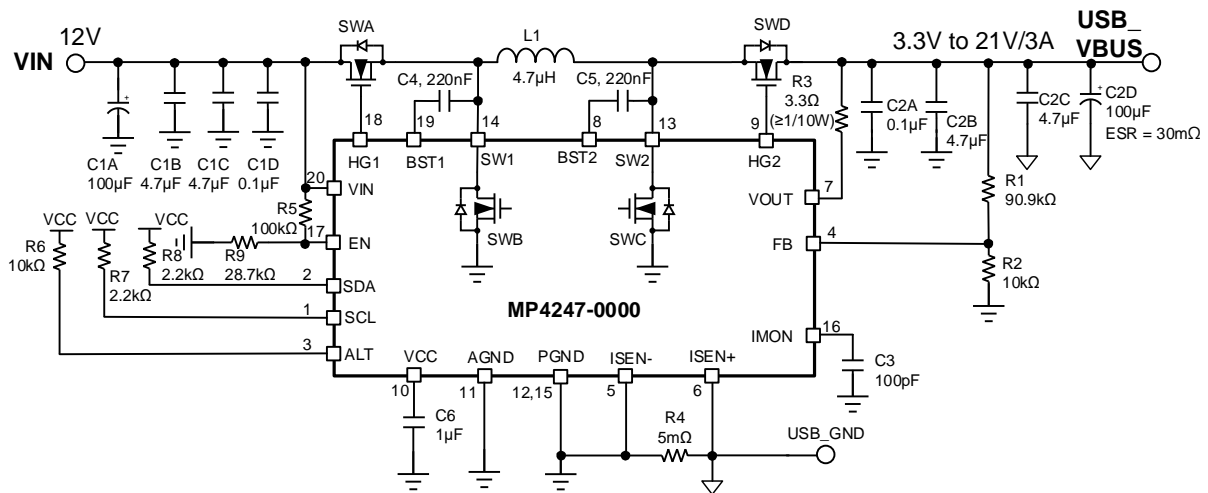 VIN
12V
SWA
L1
4.7µH
SWD
3.3V to 21V/3A
USB_
VBUS
C4, 220nF
C5, 220nF
R3
3.3Ω
(≥1/10W)
C1A
100µF
C1B
4.7µF
C1C
4.7µF
C1D
0.1µF
C2A
0.1µF
C2B
4.7µF
C2C
4.7µF
C2D
100µF
ESR = 30mΩ
18
19
14
8
13
9
HG1
BST1
SW1
BST2
SW2
HG2
20
VIN
VOUT
7
SWB
SWC
R5
100kΩ
R1
90.9kΩ
VCC
VCC
VCC
17
EN
FB
4
R6
10kΩ
R7
2.2kΩ
R8
2.2kΩ
R9
28.7kΩ
R2
10kΩ
2
SDA
1
SCL
3
ALT
MP4247-0000
IMON
16
C3
100pF
VCC
AGND
PGND
ISEN-
ISEN+
10
11
12,15
5
6
C6
1µF
R4
5mΩ
USB_GND